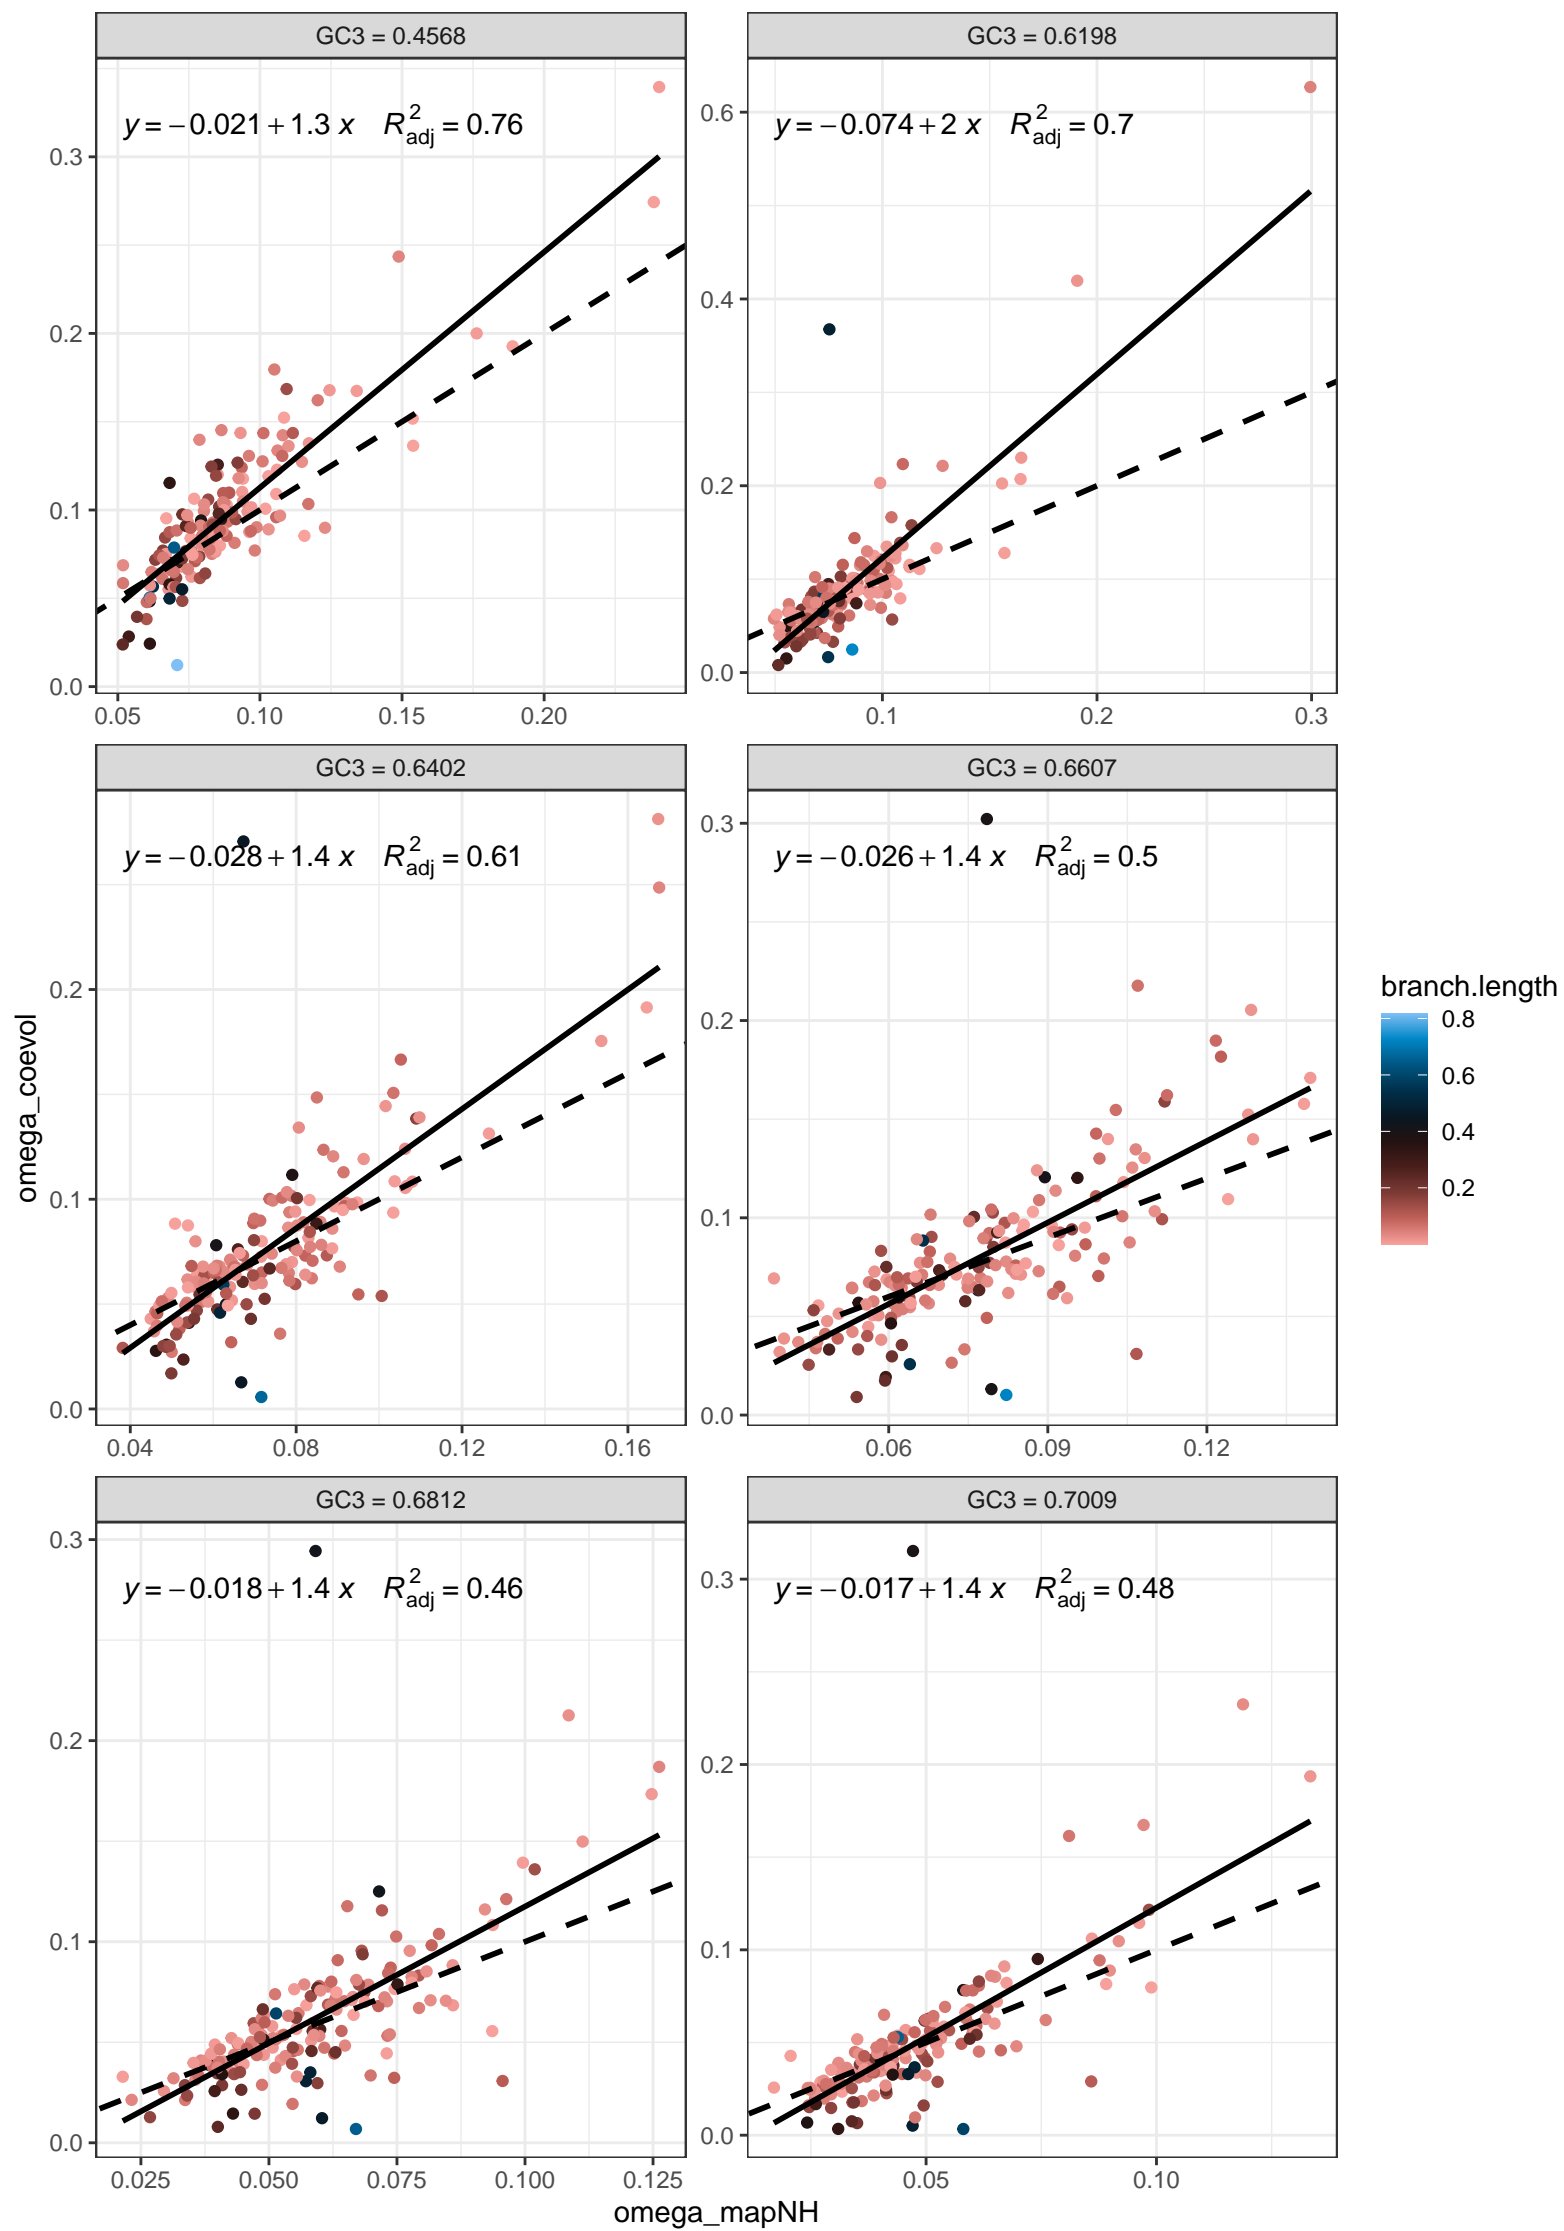 GC3 = 0.4568
GC3 = 0.6198
y = −0.021 + 1.3 x R²adj = 0.76
y = −0.074 + 2 x R²adj = 0.7
0.3
0.2
0.1
0.0
0.6
0.4
0.2
0.0
0.05 0.10 0.15 0.20
0.1 0.2 0.3
GC3 = 0.6402
GC3 = 0.6607
y = −0.028 + 1.4 x R²adj = 0.61
y = −0.026 + 1.4 x R²adj = 0.5
0.2
0.1
0.0
0.3
0.2
0.1
0.0
0.04 0.08 0.12 0.16
0.06 0.09 0.12
omega_coevol
branch.length
0.8
0.6
0.4
0.2
GC3 = 0.6812
GC3 = 0.7009
y = −0.018 + 1.4 x R²adj = 0.46
y = −0.017 + 1.4 x R²adj = 0.48
0.3
0.2
0.1
0.0
0.3
0.2
0.1
0.0
0.025 0.050 0.075 0.100 0.125
0.05 0.10
omega_mapNH